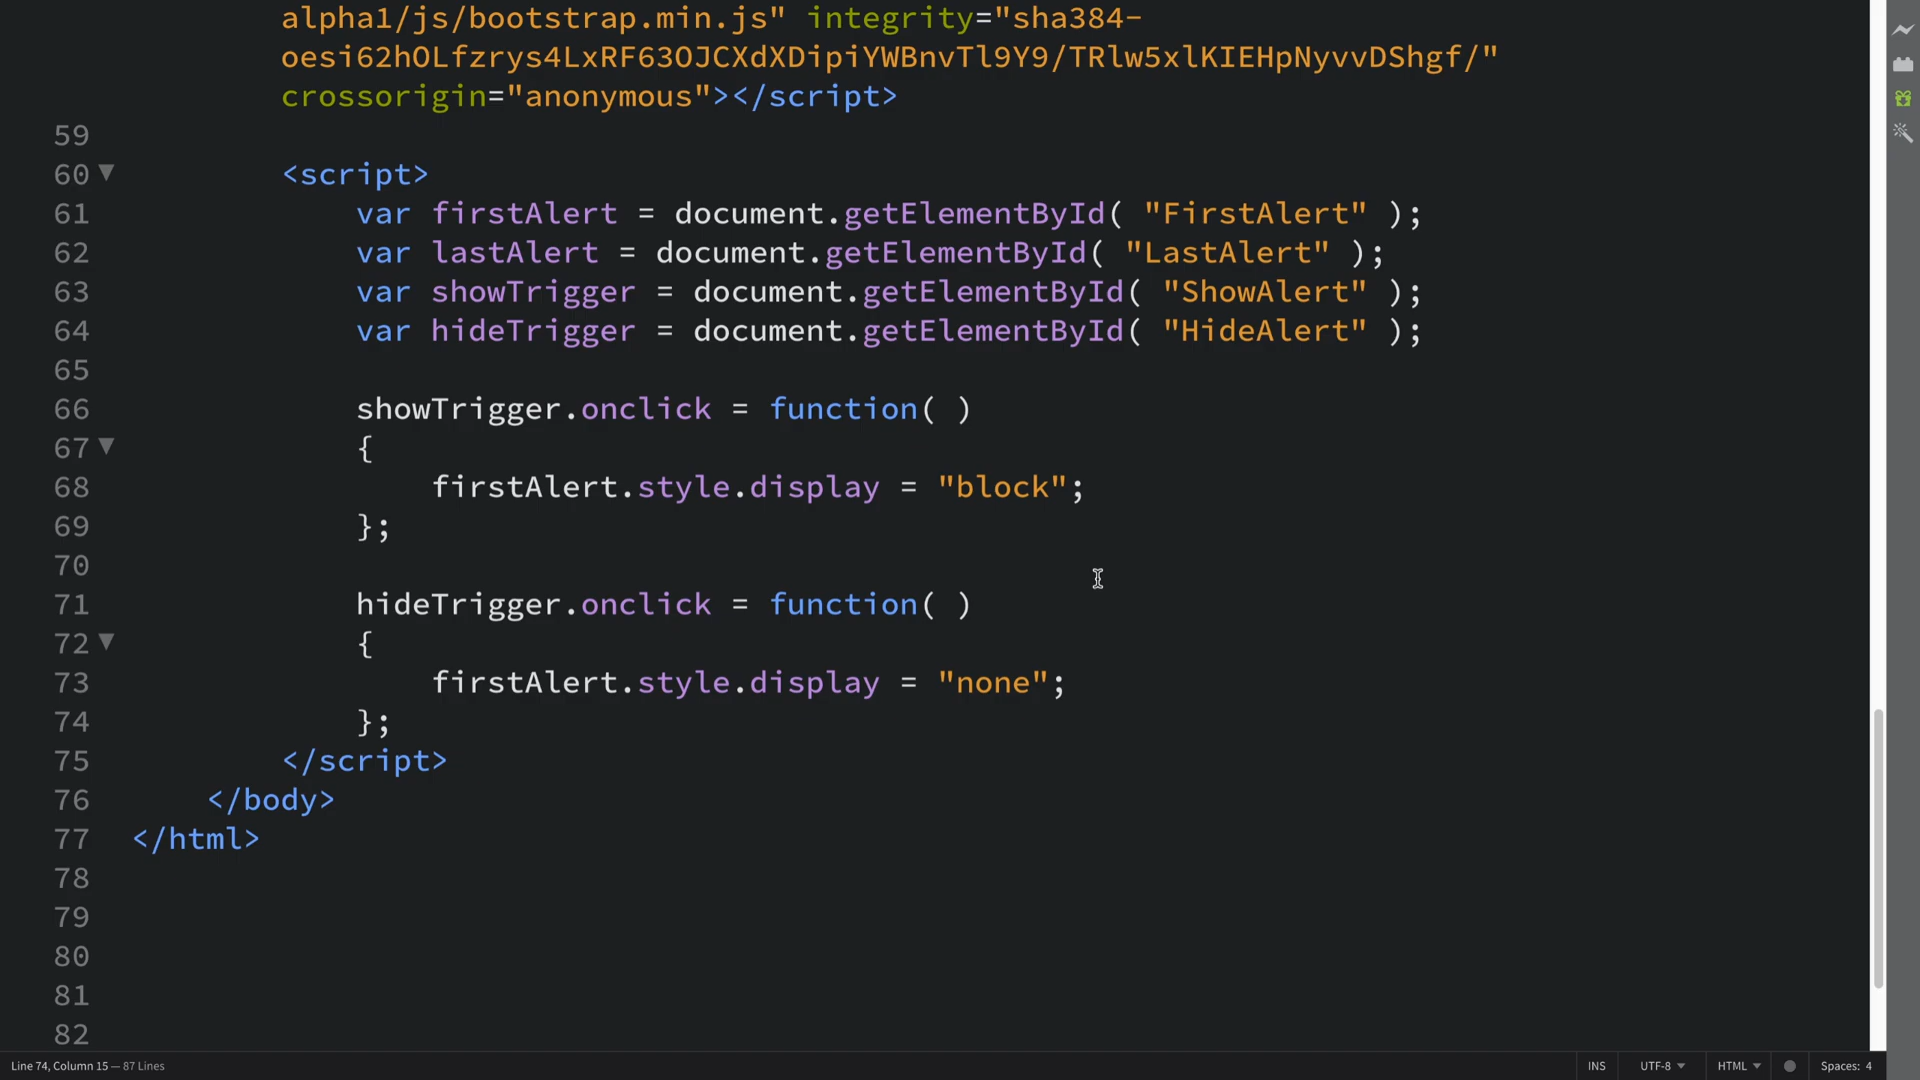 alpha1/js/bootstrap.min.js" integrity="sha384-
oesi62hOLfzrys4LxRF63OJCXdXDipiYWBnvTl9Y9/TRlw5xlKIEHpNyvvDShgf/"
crossorigin="anonymous"></script>
59
60 <script>
61 var firstAlert = document.getElementById( "FirstAlert" );
62 var lastAlert = document.getElementById( "LastAlert" );
63 var showTrigger = document.getElementById( "ShowAlert" );
64 var hideTrigger = document.getElementById( "HideAlert" );
65
66 showTrigger.onclick = function( )
67 {
68 firstAlert.style.display = "block";
69 };
70
71 hideTrigger.onclick = function( )
72 {
73 firstAlert.style.display = "none";
74 };
75 </script>
76 </body>
77 </html>
78
79
80
81
82
Line 74, Column 15 — 87 Lines INS UTF-8 HTML Spaces: 4